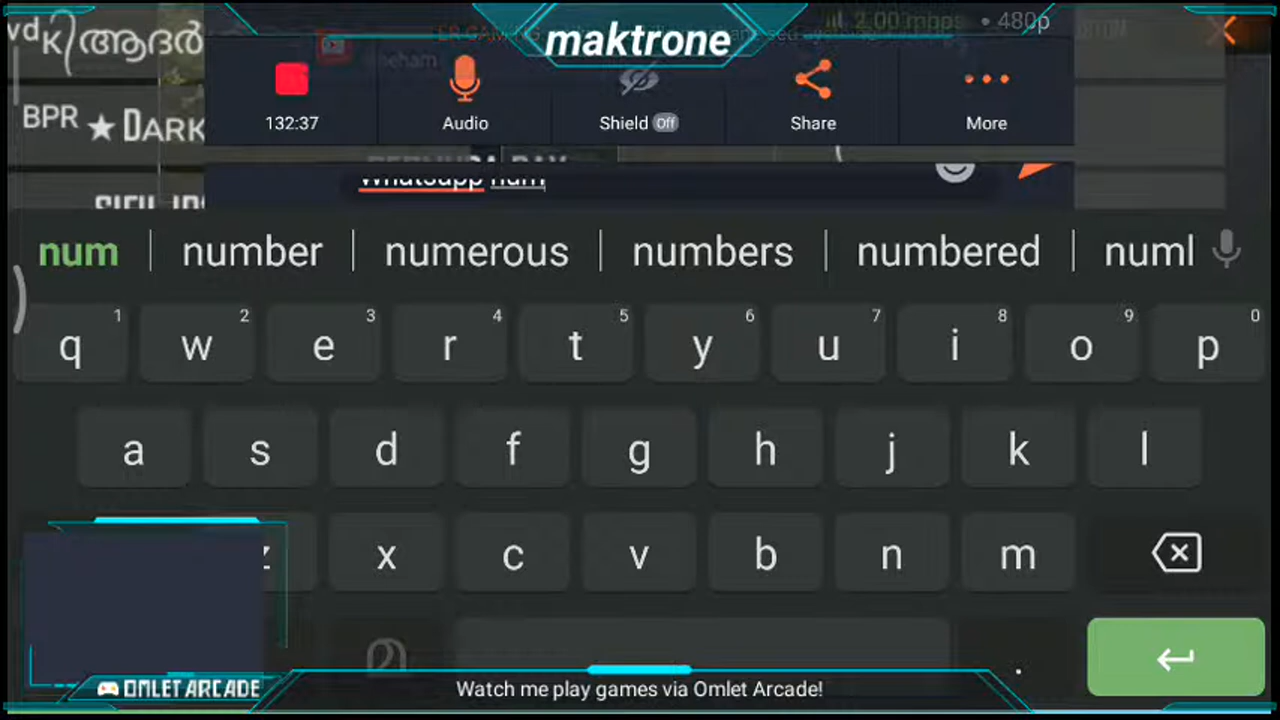 maktrone
2.00 mbps • 480p
ആദർ
132:37
Audio
Shield Off
Share
More
BPR ★ DARK
BERMUDA DAY
Whatsapp num
num number numerous numbers numbered
q 1 w 2 e 3 r 4 t 5 y 6 u 7 i 8 o 9 p 0
a s d f g h j k l
z x c v b n m
.
OMLET ARCADE
Watch me play games via Omlet Arcade!